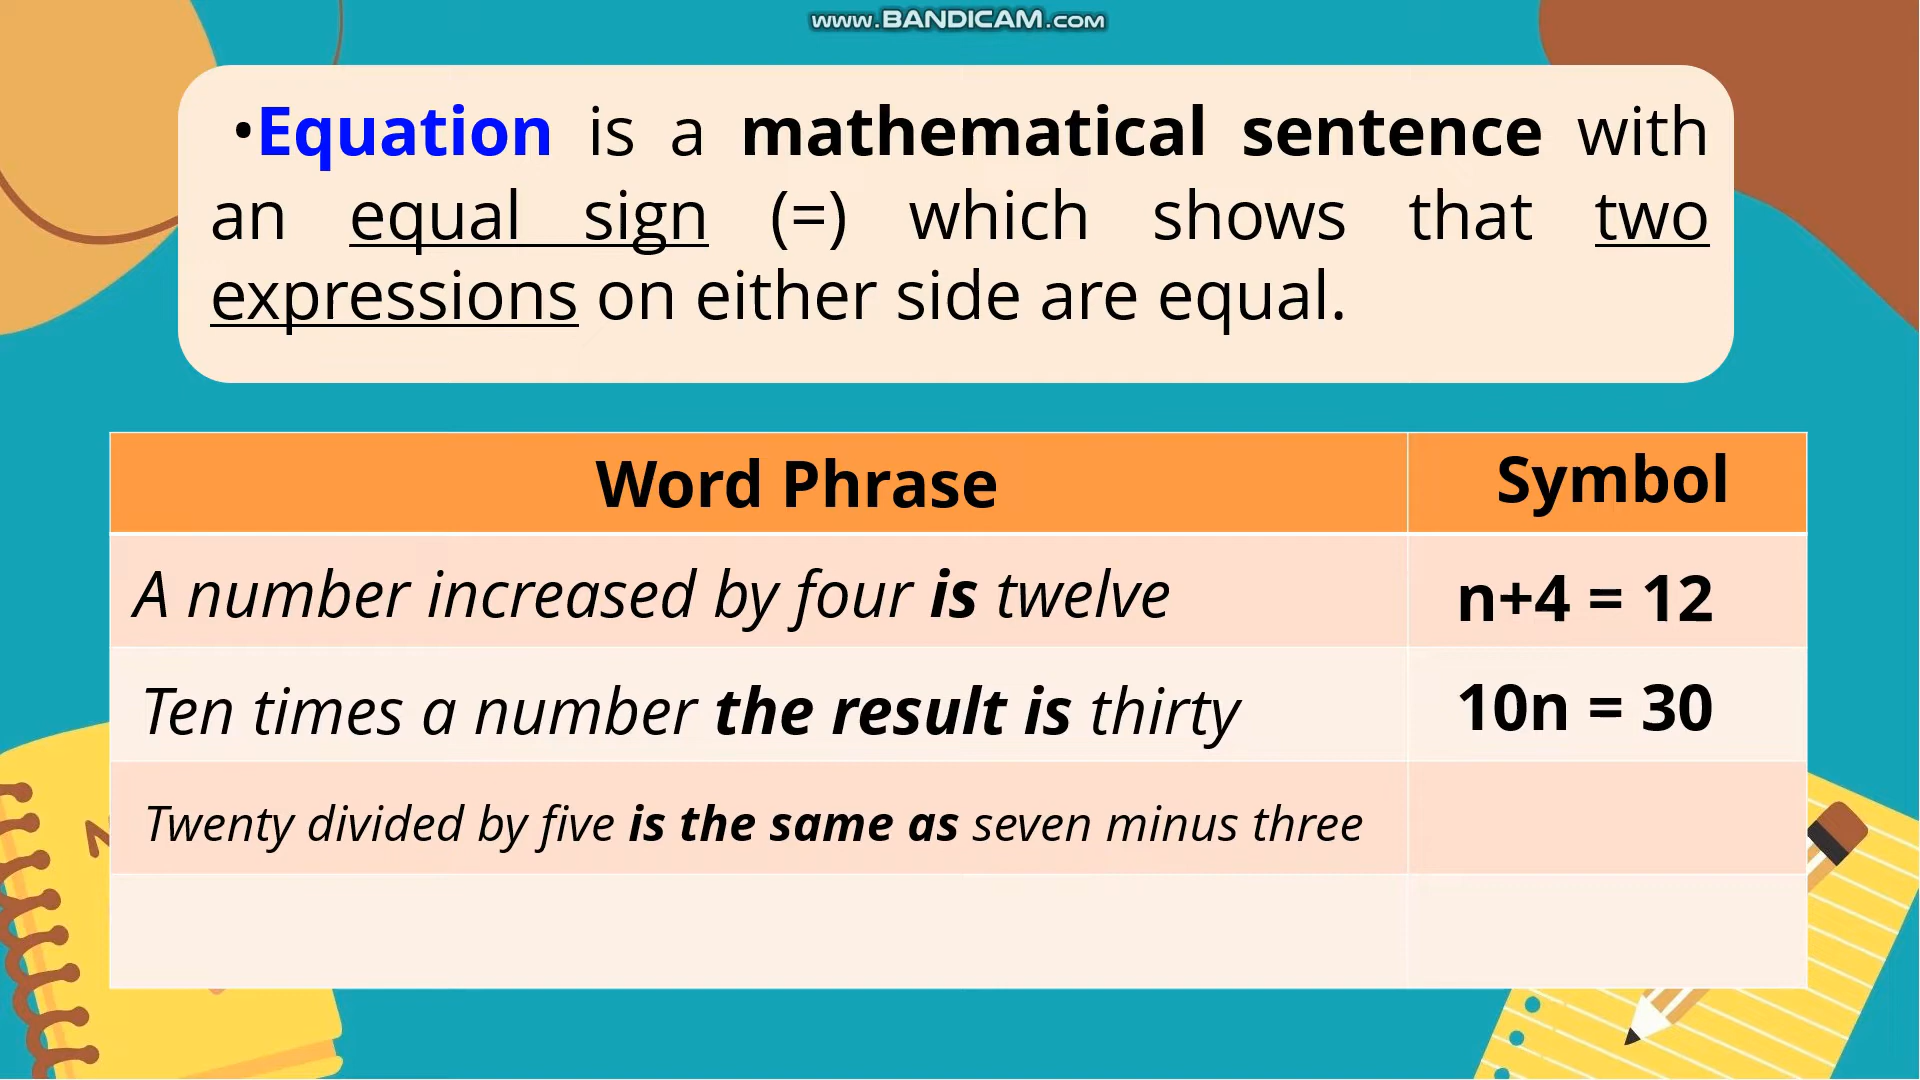 www.BANDICAM.com
•Equation is a mathematical sentence with
an equal sign (=) which shows that two
expressions on either side are equal.
Word Phrase Symbol
A number increased by four is twelve n+4 = 12
Ten times a number the result is thirty 10n = 30
Twenty divided by five is the same as seven minus three